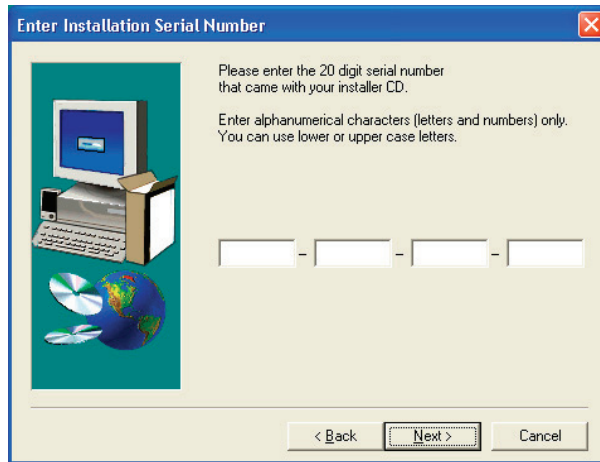 Enter Installation Serial Number
Please enter the 20 digit serial number
that came with your installer CD.
Enter alphanumerical characters (letters and numbers) only.
You can use lower or upper case letters.
- - -
< Back Next > Cancel